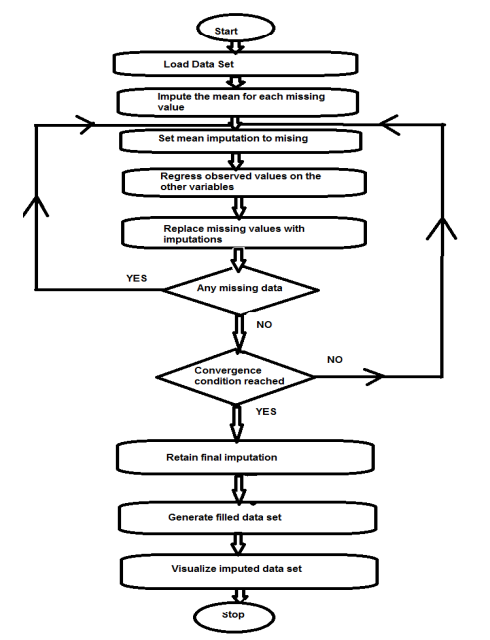 Start
Load Data Set
Impute the mean for each missing
value
Set mean imputation to mising
Regress observed values on the
other variables
Replace missing values with
imputations
YES
Any missing data
NO
NO
Convergence
condition reached
YES
Retain final imputation
Generate filled data set
Visualize imputed data set
Stop